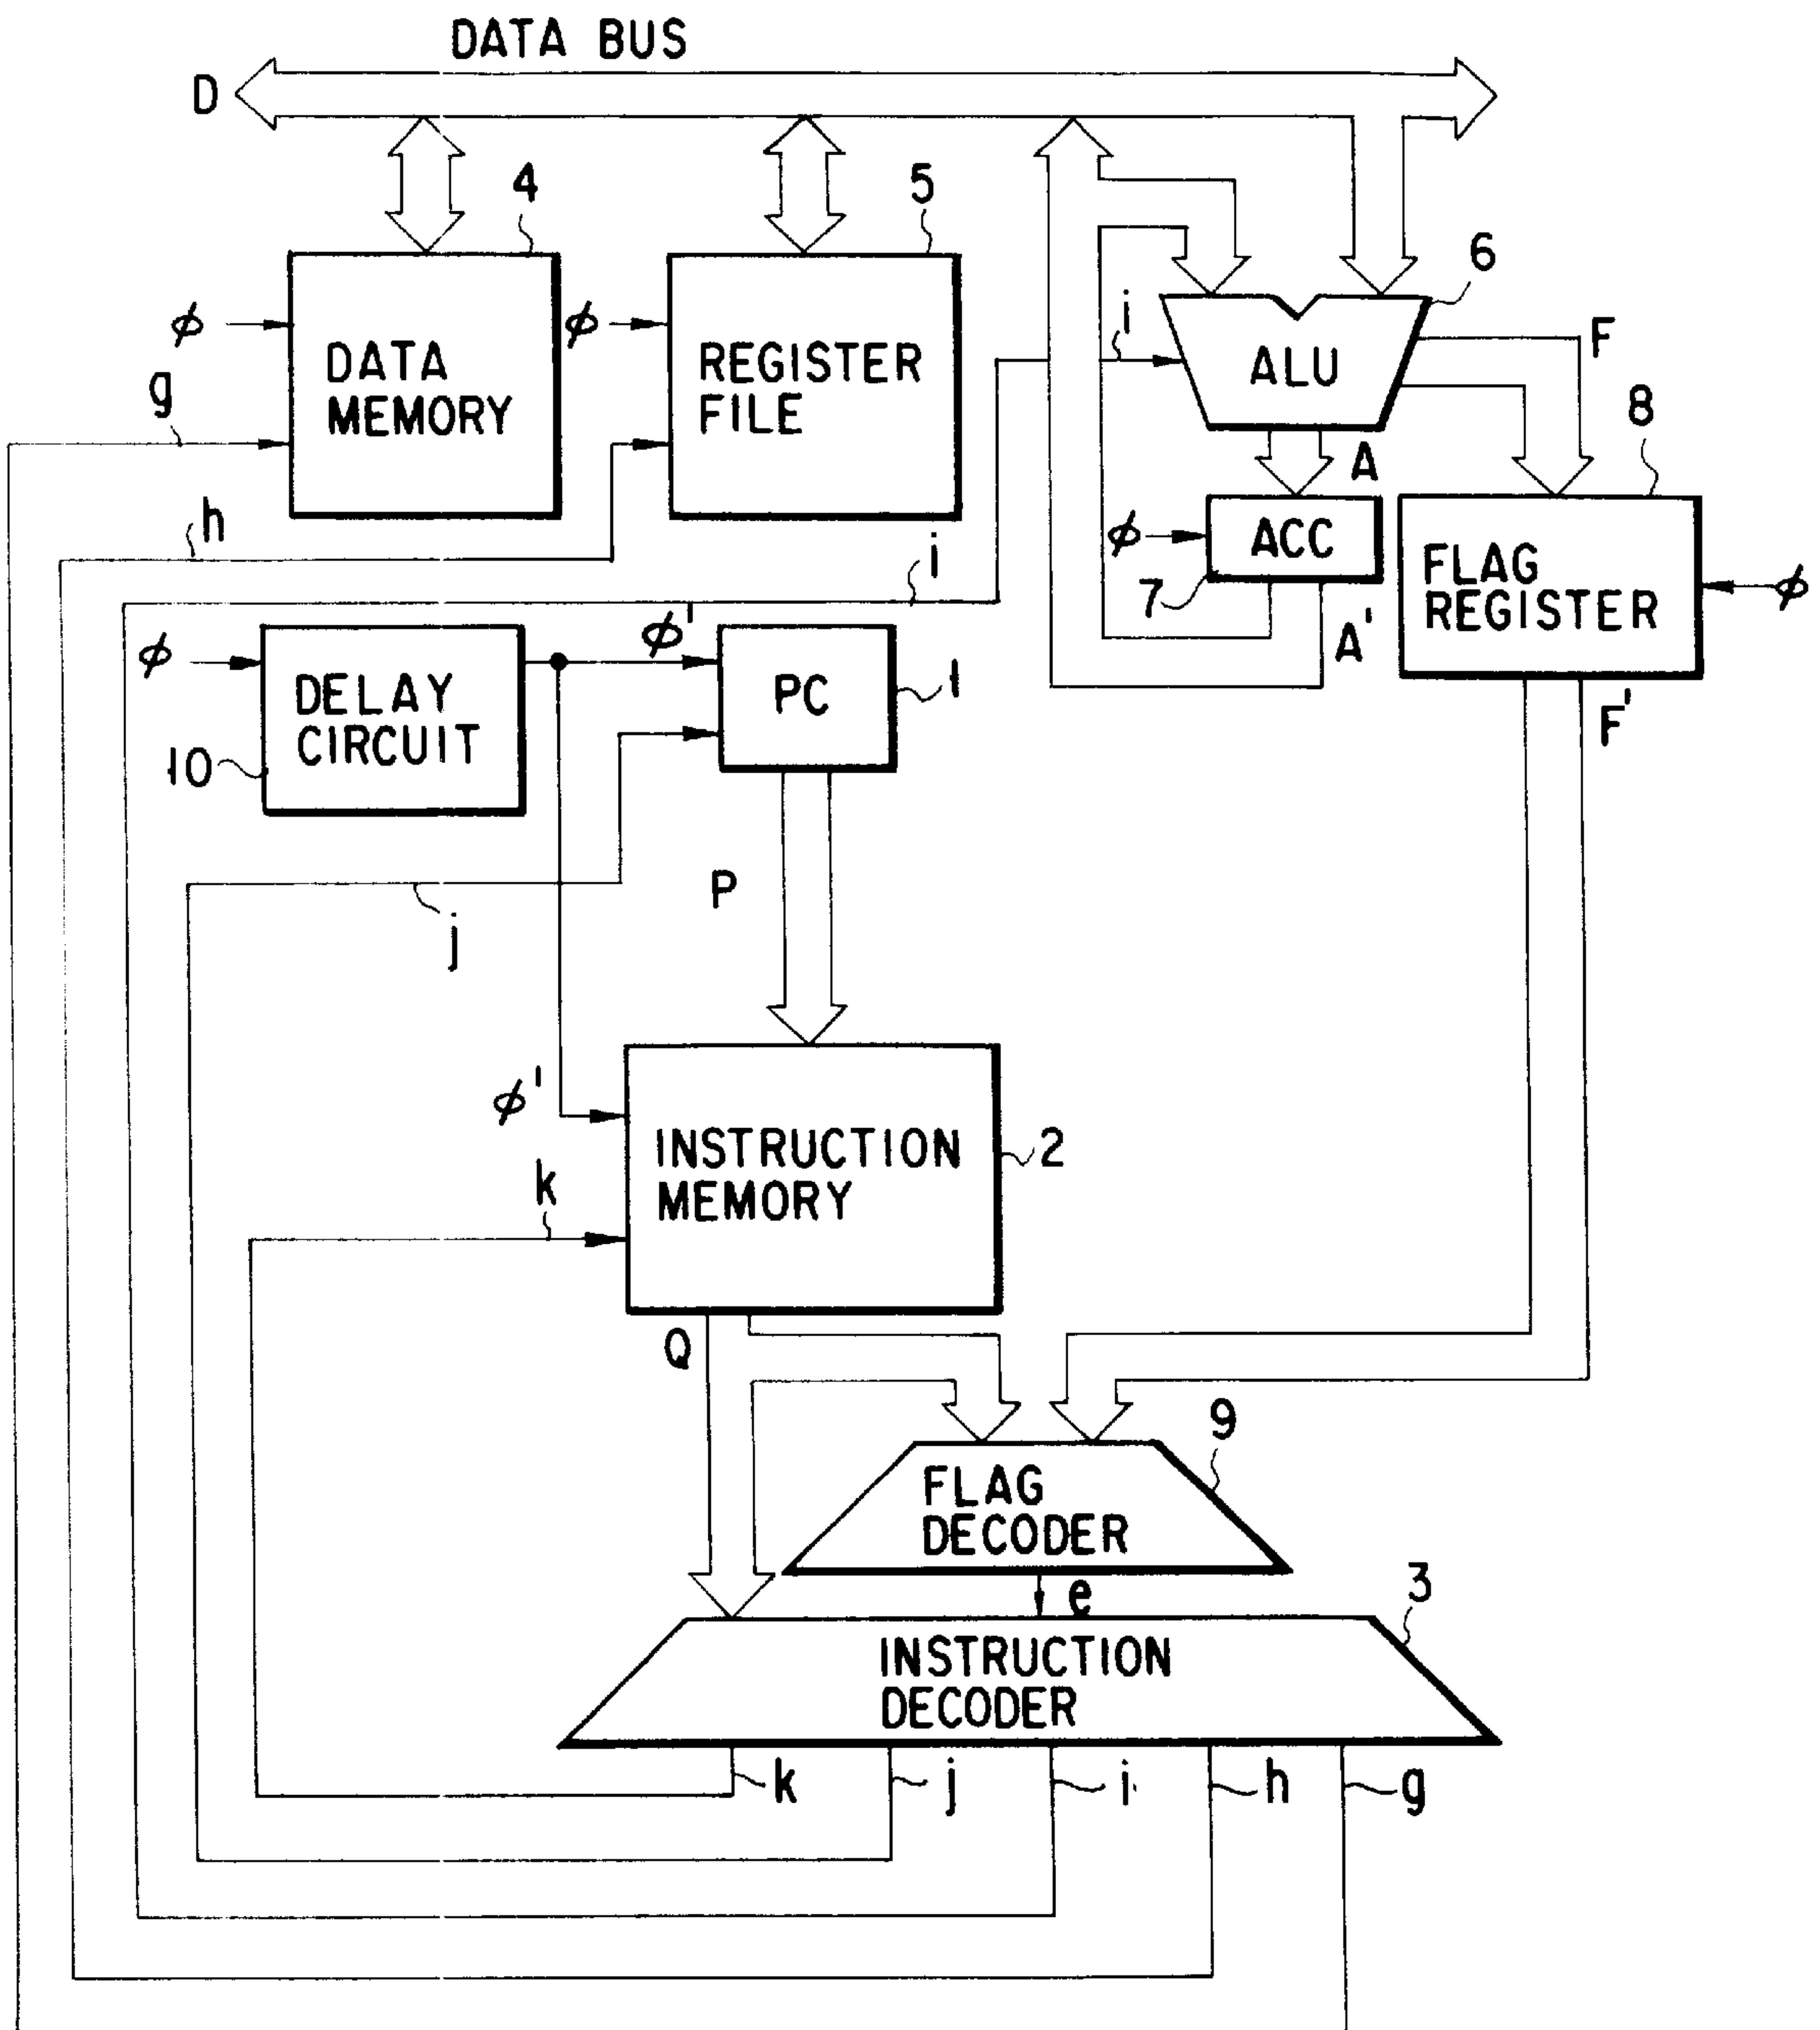 DATA BUS
D
4
5
6
φ
DATA
MEMORY
g
φ
REGISTER
FILE
i
ALU
F
8
A
h
φ
ACC
7
A'
i
FLAG
REGISTER
φ
F'
φ
DELAY
CIRCUIT
10
φ'
PC
1
P
j
φ'
INSTRUCTION
MEMORY
2
k
Q
9
FLAG
DECODER
e
3
INSTRUCTION
DECODER
k
j
i
h
g